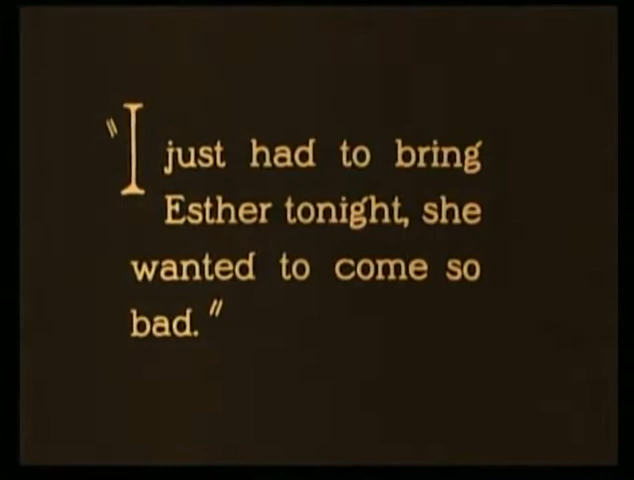 "I just had to bring
Esther tonight, she
wanted to come so
bad."